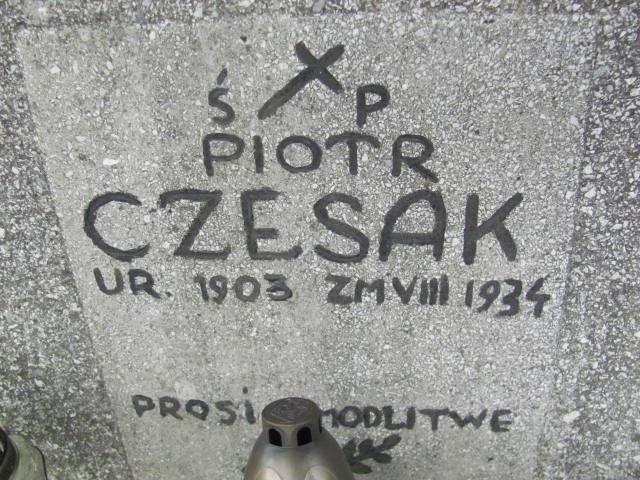 Ś P
PIOTR
CZESAK
UR. 1903 ZM VIII 1934
PROSI MODLITWE